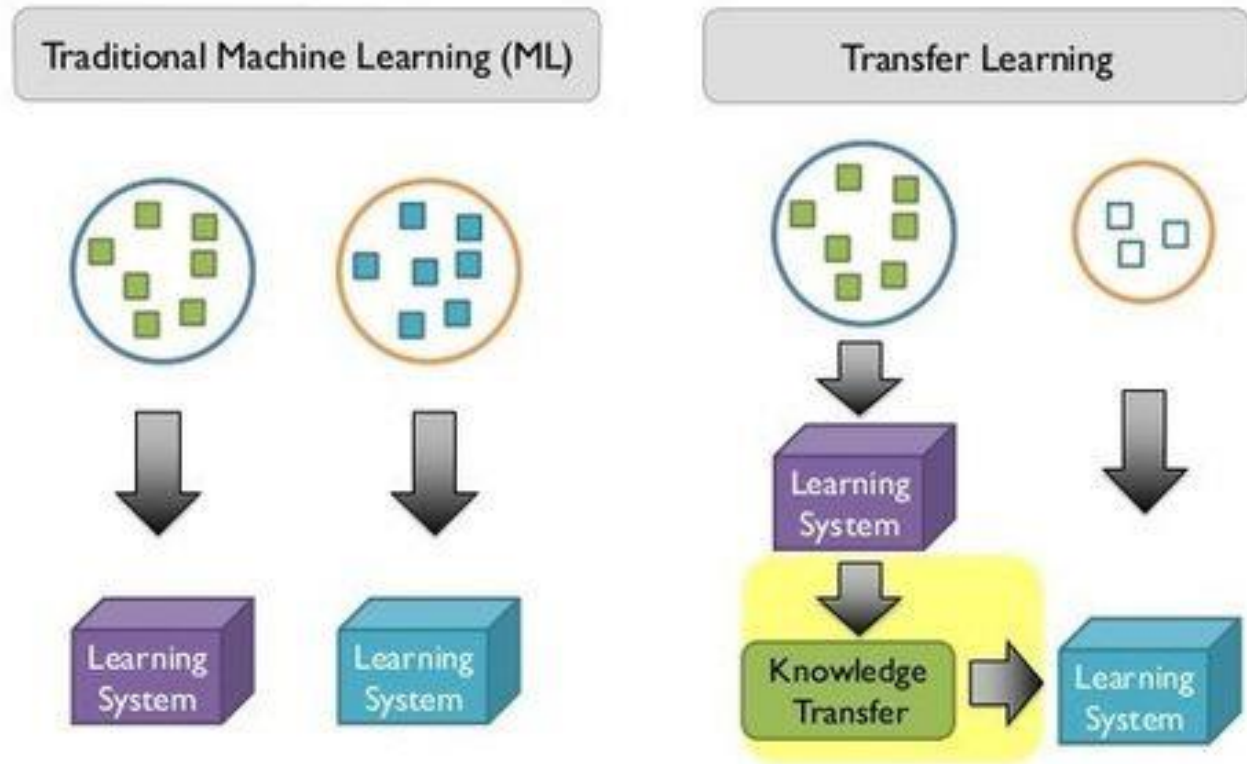 Traditional Machine Learning (ML)
Transfer Learning
Learning
System
Learning
System
Learning
System
Knowledge
Transfer
Learning
System